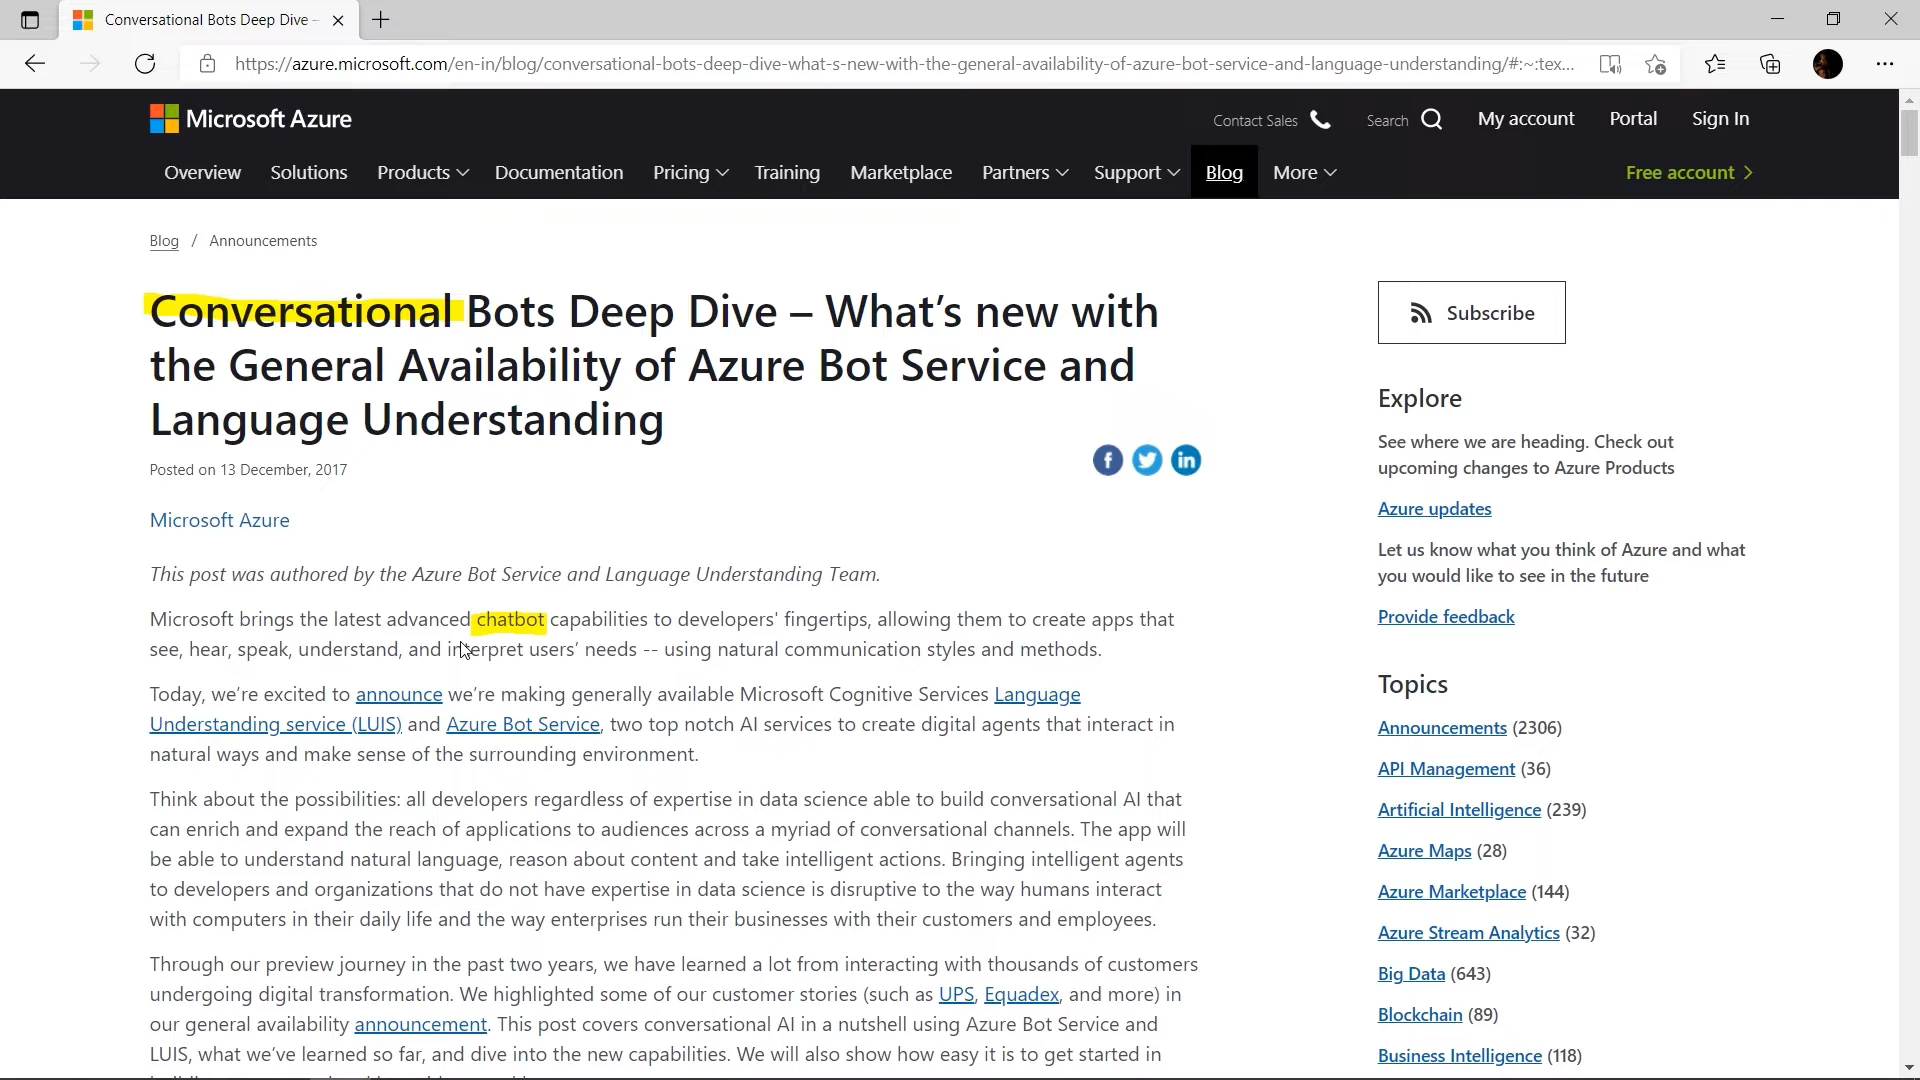 Conversational Bots Deep Dive -
https://azure.microsoft.com/en-in/blog/conversational-bots-deep-dive-what-s-new-with-the-general-availability-of-azure-bot-service-and-language-understanding/#:~:tex...
Microsoft Azure
Contact Sales
Search
My account
Portal
Sign In
Overview
Solutions
Products
Documentation
Pricing
Training
Marketplace
Partners
Support
Blog
More
Free account
Blog / Announcements
Conversational Bots Deep Dive – What’s new with
the General Availability of Azure Bot Service and
Language Understanding
Posted on 13 December, 2017
Microsoft Azure
This post was authored by the Azure Bot Service and Language Understanding Team.
Microsoft brings the latest advanced chatbot capabilities to developers' fingertips, allowing them to create apps that
see, hear, speak, understand, and interpret users’ needs -- using natural communication styles and methods.
Today, we’re excited to announce we’re making generally available Microsoft Cognitive Services Language
Understanding service (LUIS) and Azure Bot Service, two top notch AI services to create digital agents that interact in
natural ways and make sense of the surrounding environment.
Think about the possibilities: all developers regardless of expertise in data science able to build conversational AI that
can enrich and expand the reach of applications to audiences across a myriad of conversational channels. The app will
be able to understand natural language, reason about content and take intelligent actions. Bringing intelligent agents
to developers and organizations that do not have expertise in data science is disruptive to the way humans interact
with computers in their daily life and the way enterprises run their businesses with their customers and employees.
Through our preview journey in the past two years, we have learned a lot from interacting with thousands of customers
undergoing digital transformation. We highlighted some of our customer stories (such as UPS, Equadex, and more) in
our general availability announcement. This post covers conversational AI in a nutshell using Azure Bot Service and
LUIS, what we’ve learned so far, and dive into the new capabilities. We will also show how easy it is to get started in
Subscribe
Explore
See where we are heading. Check out
upcoming changes to Azure Products
Azure updates
Let us know what you think of Azure and what
you would like to see in the future
Provide feedback
Topics
Announcements (2306)
API Management (36)
Artificial Intelligence (239)
Azure Maps (28)
Azure Marketplace (144)
Azure Stream Analytics (32)
Big Data (643)
Blockchain (89)
Business Intelligence (118)